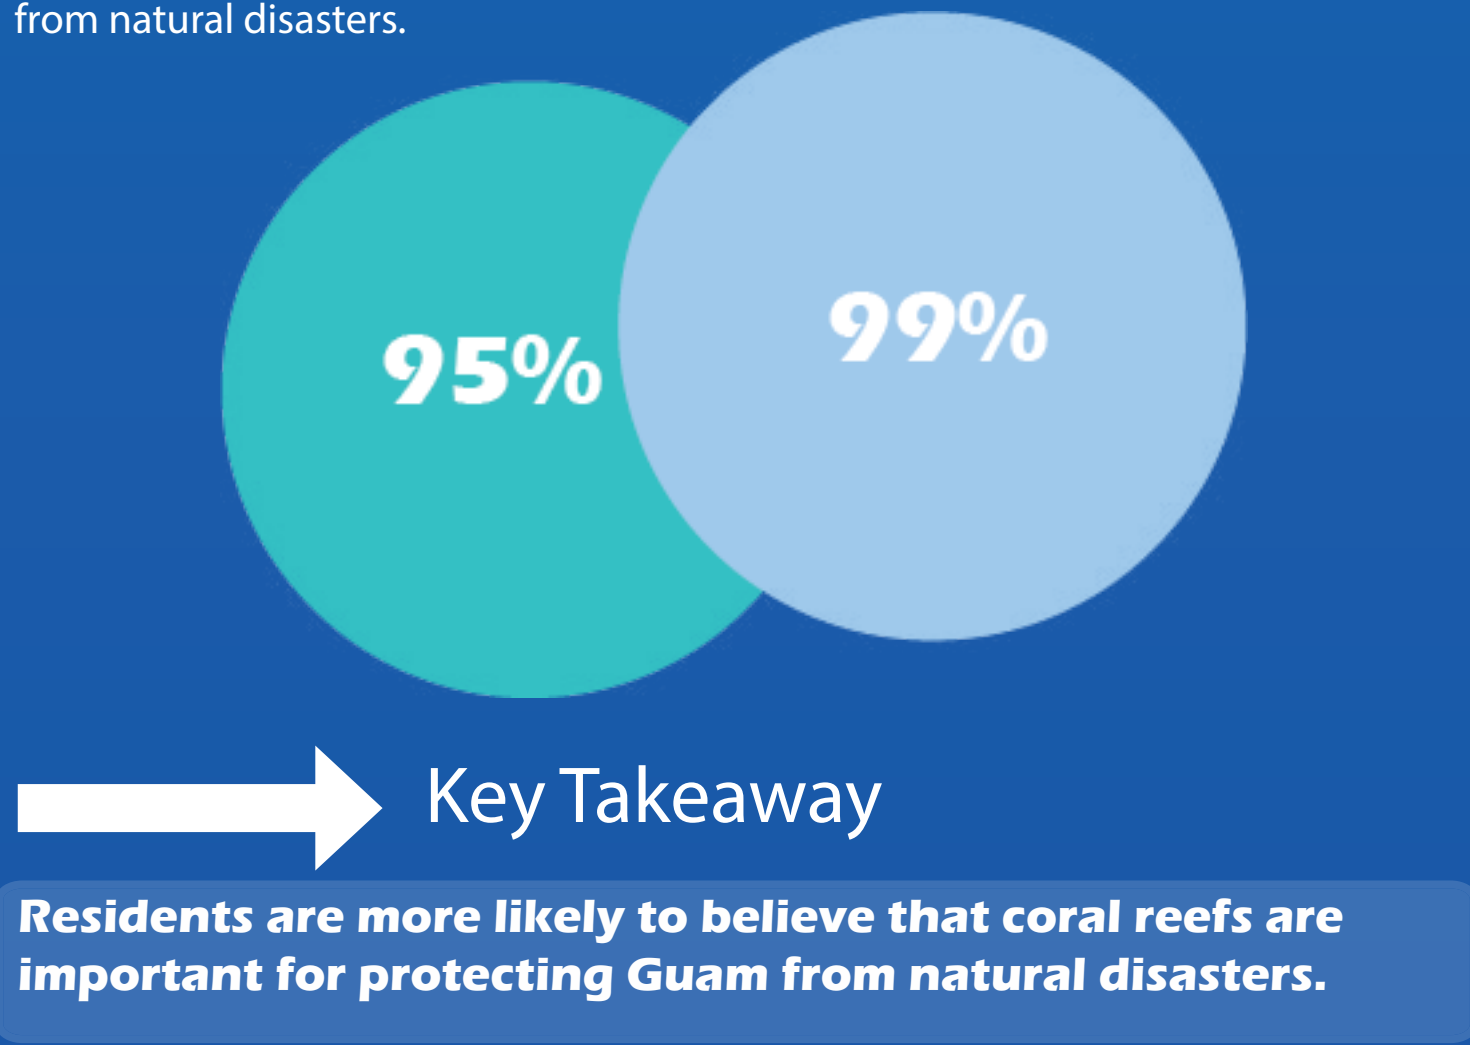 from natural disasters.
95%
99%
Key Takeaway
Residents are more likely to believe that coral reefs are
important for protecting Guam from natural disasters.